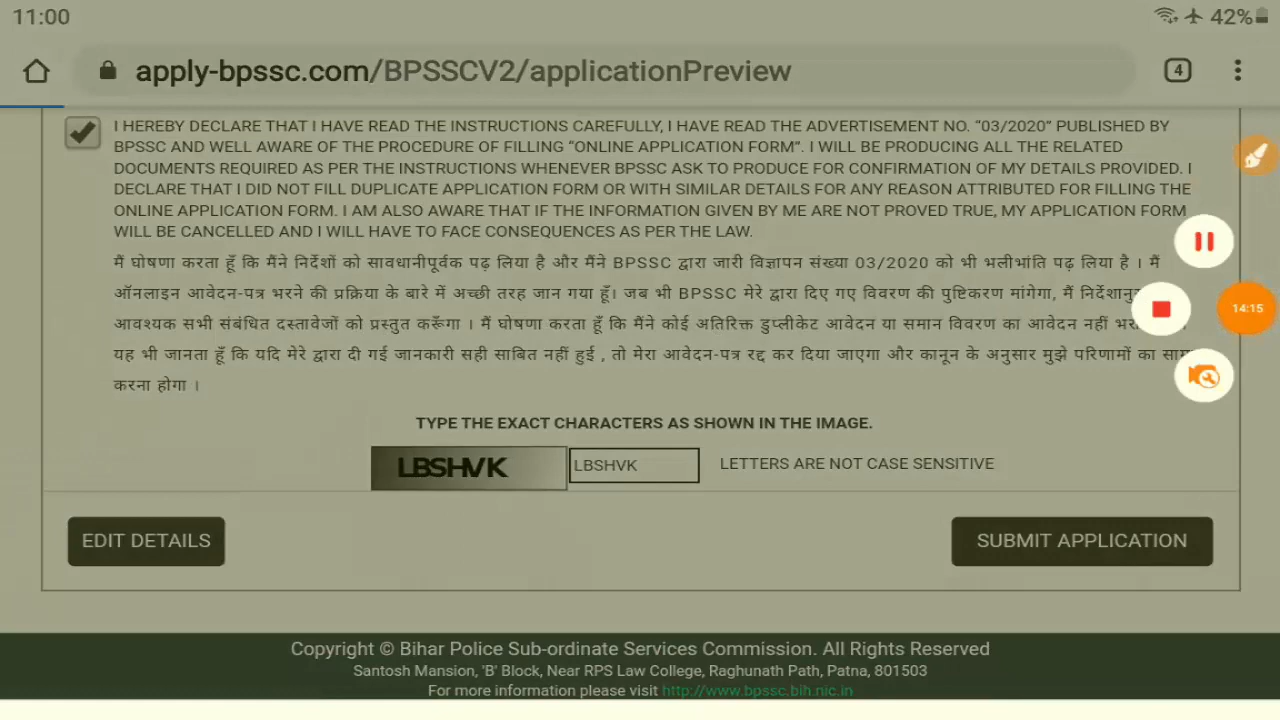 11:00
42%
apply-bpssc.com/BPSSCV2/applicationPreview
4
I HEREBY DECLARE THAT I HAVE READ THE INSTRUCTIONS CAREFULLY, I HAVE READ THE ADVERTISEMENT NO. "03/2020" PUBLISHED BY
BPSSC AND WELL AWARE OF THE PROCEDURE OF FILLING "ONLINE APPLICATION FORM". I WILL BE PRODUCING ALL THE RELATED
DOCUMENTS REQUIRED AS PER THE INSTRUCTIONS WHENEVER BPSSC ASK TO PRODUCE FOR CONFIRMATION OF MY DETAILS PROVIDED. I
DECLARE THAT I DID NOT FILL DUPLICATE APPLICATION FORM OR WITH SIMILAR DETAILS FOR ANY REASON ATTRIBUTED FOR FILLING THE
ONLINE APPLICATION FORM. I AM ALSO AWARE THAT IF THE INFORMATION GIVEN BY ME ARE NOT PROVED TRUE, MY APPLICATION FORM
WILL BE CANCELLED AND I WILL HAVE TO FACE CONSEQUENCES AS PER THE LAW.
मैं घोषणा करता हूँ कि मैंने निर्देशों को सावधानीपूर्वक पढ़ लिया है और मैंने BPSSC द्वारा जारी विज्ञापन संख्या 03/2020 को भी भलीभांति पढ़ लिया है । मैं
ऑनलाइन आवेदन-पत्र भरने की प्रक्रिया के बारे में अच्छी तरह जान गया हूँ। जब भी BPSSC मेरे द्वारा दिए गए विवरण की पुष्टिकरण मांगेगा, मैं
आवश्यक सभी संबंधित दस्तावेजों को प्रस्तुत करूँगा । मैं घोषणा करता हूँ कि मैंने कोई अतिरिक्त डुप्लीकेट आवेदन या समान विवरण का आवेदन नहीं
यह भी जानता हूँ कि यदि मेरे द्वारा दी गई जानकारी सही साबित नहीं हुई , तो मेरा आवेदन-पत्र रद्द कर दिया जाएगा और कानून के अनुसार मुझे परिणामों का
करना होगा ।
14:15
TYPE THE EXACT CHARACTERS AS SHOWN IN THE IMAGE.
LBSHVK LBSHVK LETTERS ARE NOT CASE SENSITIVE
EDIT DETAILS SUBMIT APPLICATION
Copyright © Bihar Police Sub-ordinate Services Commission. All Rights Reserved
Santosh Mansion, 'B' Block, Near RPS Law College, Raghunath Path, Patna, 801503
For more information please visit http://www.bpssc.bih.nic.in